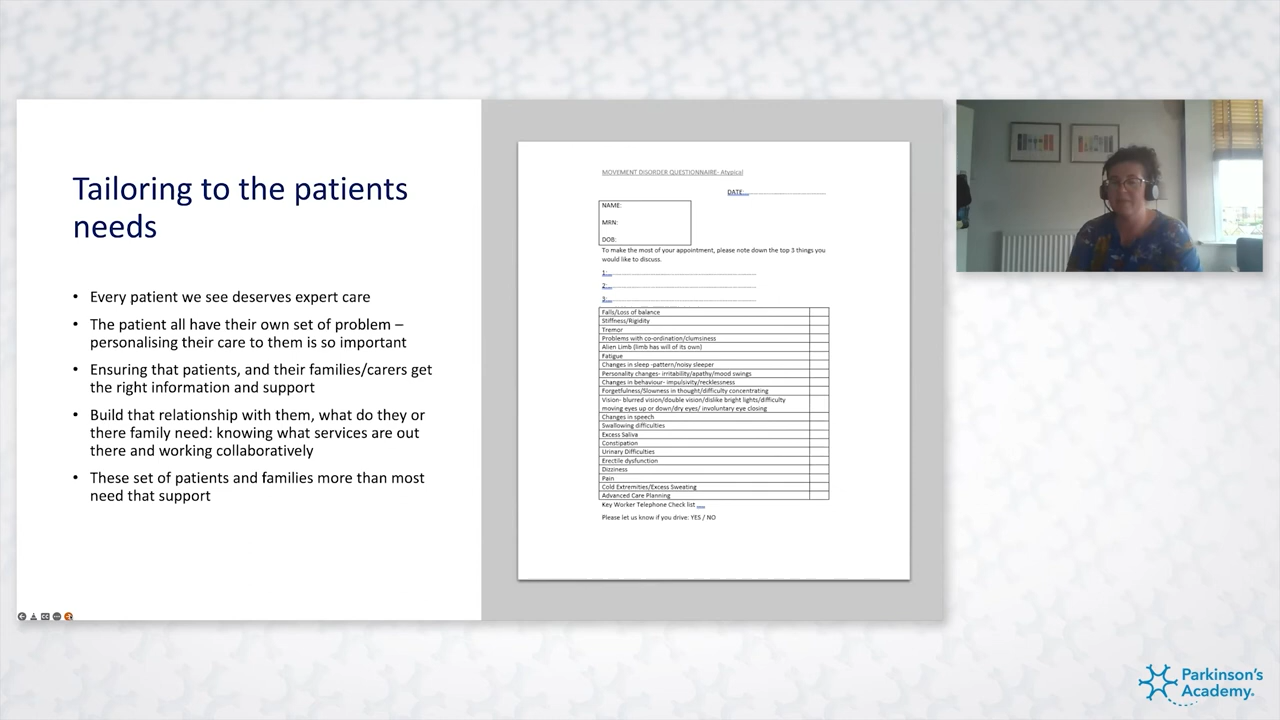 Tailoring to the patients
needs
• Every patient we see deserves expert care
• The patient sll have their own set of problem –
personalising their care to them is so important
• Ensuring that patients, and their families/carers get
the right information and support
• Build that relationship with them, what do they or
there family need: knowing what services are out
there and working collaboratively
• These set of patients and families more than most
need that support
MOVEMENT DISORDER QUESTIONNAIRE- Atypical
DATE:
NAME:
MRN:
DOB:
To make the most of your appointment, please note down the top 3 things you
would like to discuss.
1:
2:
3:
Falls/Loss of balance
Stiffness/Rigidity
Tremor
Problems with co-ordination/clumsiness
Alien Limb (limb has will of its own)
Fatigue
Changes in sleep -pattern/noisy sleeper
Personality changes- irritability/apathy/mood swings
Changes in behaviour- impulsivity/recklessness
Forgetfulness/Slowness in thought/difficulty concentrating
Vision- blurred vision/double vision/dislike bright lights/difficulty
moving eyes up or down/dry eyes/ involuntary eye closing
Changes in speech
Swallowing difficulties
Excess Saliva
Constipation
Urinary Difficulties
Erectile dysfunction
Dizziness
Pain
Cold Extremities/Excess Sweating
Advanced Care Planning
Key Worker Telephone Check list
Please let us know if you drive: YES / NO
Parkinson's
Academy.